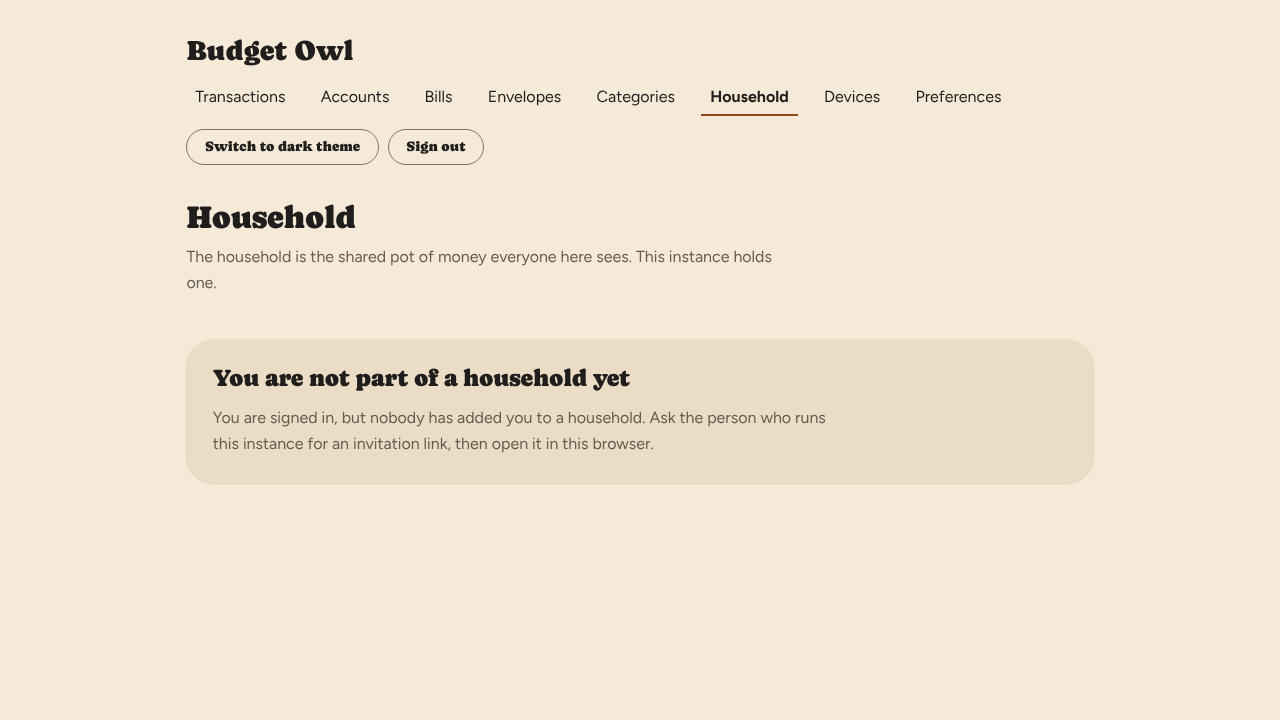 Budget Owl
Transactions Accounts Bills Envelopes Categories Household Devices Preferences
Switch to dark theme Sign out
Household
The household is the shared pot of money everyone here sees. This instance holds
one.
You are not part of a household yet
You are signed in, but nobody has added you to a household. Ask the person who runs
this instance for an invitation link, then open it in this browser.